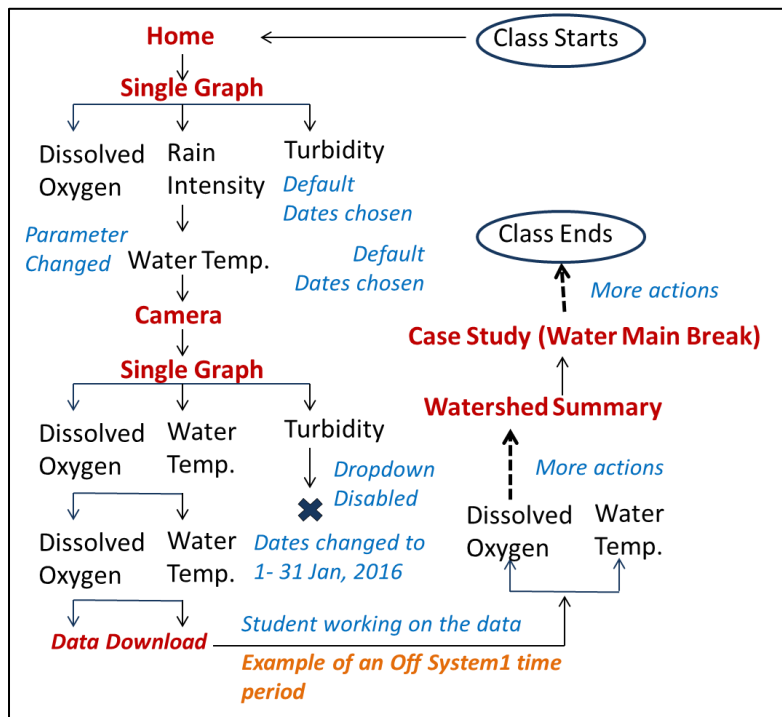 Home
Class Starts
Single Graph
Dissolved
Oxygen
Rain
Intensity
Turbidity
Default
Dates chosen
Parameter
Changed
Water Temp.
Default
Dates chosen
Camera
Single Graph
Dissolved
Oxygen
Water
Temp.
Turbidity
Dropdown
Disabled
Dissolved
Oxygen
Water
Temp.
Dates changed to
1- 31 Jan, 2016
Data Download
Student working on the data
Example of an Off System1 time
period
Dissolved
Oxygen
Water
Temp.
More actions
Watershed Summary
Case Study (Water Main Break)
More actions
Class Ends